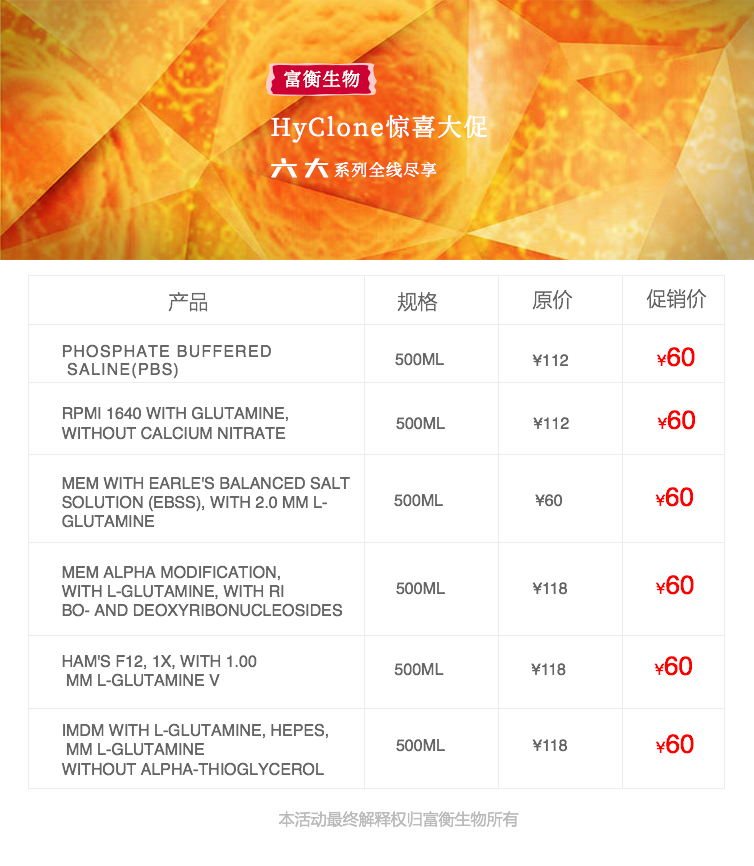 富衡生物
HyClone惊喜大促
六大系列全线尽享
产品 规格 原价 促销价
PHOSPHATE BUFFERED
SALINE(PBS)
500ML ¥112 ¥60
RPMI 1640 WITH GLUTAMINE,
WITHOUT CALCIUM NITRATE
500ML ¥112 ¥60
MEM WITH EARLE'S BALANCED SALT
SOLUTION (EBSS), WITH 2.0 MM L-
GLUTAMINE
500ML ¥60 ¥60
MEM ALPHA MODIFICATION,
WITH L-GLUTAMINE, WITH RI
BO- AND DEOXYRIBONUCLEOSIDES
500ML ¥118 ¥60
HAM'S F12, 1X, WITH 1.00
MM L-GLUTAMINE V
500ML ¥118 ¥60
IMDM WITH L-GLUTAMINE, HEPES,
MM L-GLUTAMINE
WITHOUT ALPHA-THIOGLYCEROL
500ML ¥118 ¥60
本活动最终解释权归富衡生物所有